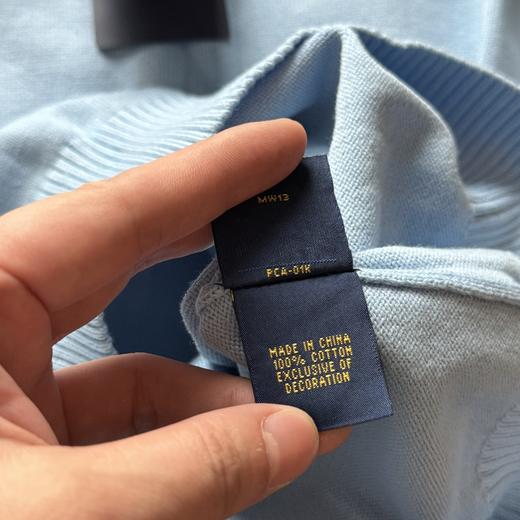 MW13
PCA-01K
MADE IN CHINA
100% COTTON
EXCLUSIVE OF
DECORATION